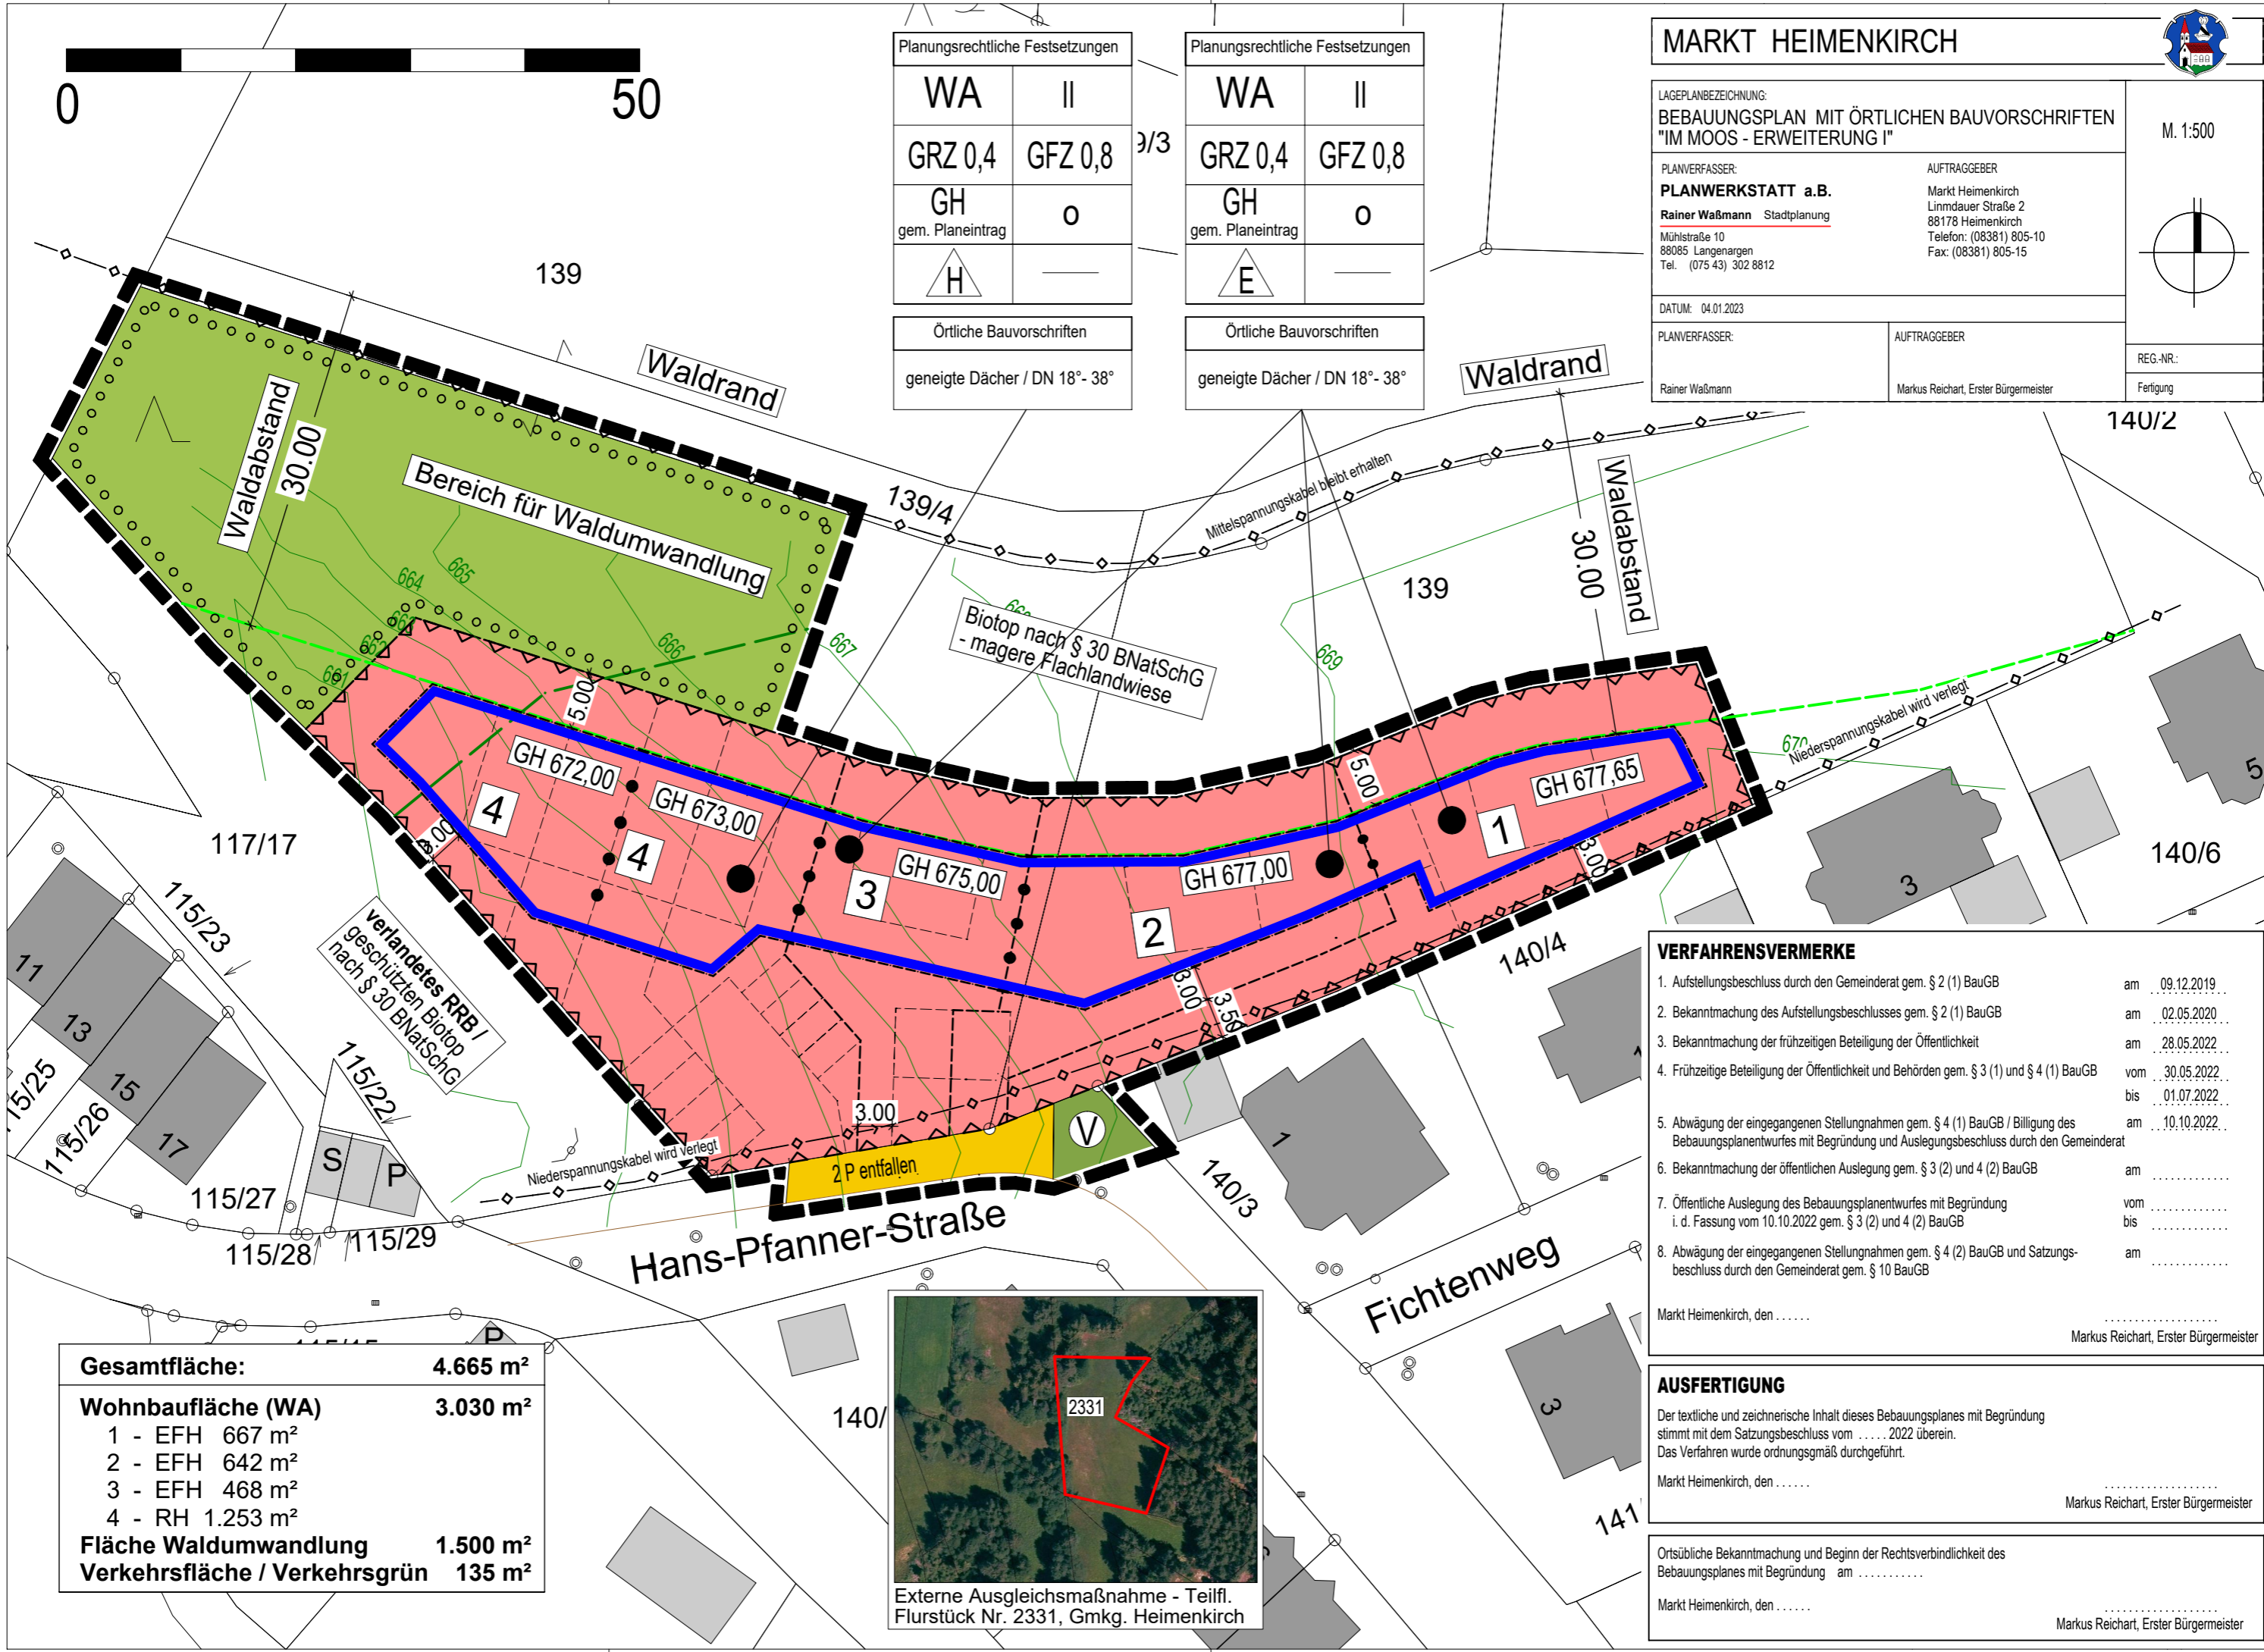 0
50
Planungsrechtliche Festsetzungen
WA II
GRZ 0,4 GFZ 0,8
GH
gem. Planeintrag
o
H
Örtliche Bauvorschriften
geneigte Dächer / DN 18°- 38°
9/3
Planungsrechtliche Festsetzungen
WA II
GRZ 0,4 GFZ 0,8
GH
gem. Planeintrag
o
E
Örtliche Bauvorschriften
geneigte Dächer / DN 18°- 38°
MARKT HEIMENKIRCH
LAGEPLANBEZEICHNUNG:
BEBAUUNGSPLAN MIT ÖRTLICHEN BAUVORSCHRIFTEN
"IM MOOS - ERWEITERUNG I"
M. 1:500
PLANVERFASSER:
PLANWERKSTATT a.B.
Rainer Waßmann Stadtplanung
Mühlstraße 10
88085 Langenargen
Tel. (075 43) 302 8812
AUFTRAGGEBER
Markt Heimenkirch
Linmdauer Straße 2
88178 Heimenkirch
Telefon: (08381) 805-10
Fax: (08381) 805-15
DATUM: 04.01.2023
PLANVERFASSER:
Rainer Waßmann
AUFTRAGGEBER
Markus Reichart, Erster Bürgermeister
REG.-NR.:
Fertigung
139
Waldrand
Waldrand
140/2
Waldabstand
30.00
Bereich für Waldumwandlung
139/4
Mittelspannungskabel bleibt erhalten
Waldabstand
30.00
139
664
665
663
662
661
666
667
669
670
Biotop nach § 30 BNatSchG
- magere Flachlandwiese
Niederspannungskabel wird verlegt
5.00
5.00
GH 672,00
GH 673,00
GH 675,00
GH 677,00
GH 677,65
4
4
3
2
1
3.00
3.00
3.00
3.50
3.00
117/17
115/23
verlandetes RRB /
geschützten Biotop
nach § 30 BNatSchG
11
13
15
17
115/25
115/26
115/22
115/27
115/28
115/29
S
P
Niederspannungskabel wird verlegt
2 P entfallen
V
Hans-Pfanner-Straße
Fichtenweg
140/3
140/4
140/6
1
3
5
3
141
140/
P
Gesamtfläche: 4.665 m²
Wohnbaufläche (WA) 3.030 m²
1 - EFH 667 m²
2 - EFH 642 m²
3 - EFH 468 m²
4 - RH 1.253 m²
Fläche Waldumwandlung 1.500 m²
Verkehrsfläche / Verkehrsgrün 135 m²
2331
Externe Ausgleichsmaßnahme - Teilfl.
Flurstück Nr. 2331, Gmkg. Heimenkirch
VERFAHRENSVERMERKE
1. Aufstellungsbeschluss durch den Gemeinderat gem. § 2 (1) BauGB am 09.12.2019
2. Bekanntmachung des Aufstellungsbeschlusses gem. § 2 (1) BauGB am 02.05.2020
3. Bekanntmachung der frühzeitigen Beteiligung der Öffentlichkeit am 28.05.2022
4. Frühzeitige Beteiligung der Öffentlichkeit und Behörden gem. § 3 (1) und § 4 (1) BauGB vom 30.05.2022
bis 01.07.2022
5. Abwägung der eingegangenen Stellungnahmen gem. § 4 (1) BauGB / Billigung des am 10.10.2022
Bebauungsplanentwurfes mit Begründung und Auslegungsbeschluss durch den Gemeinderat
6. Bekanntmachung der öffentlichen Auslegung gem. § 3 (2) und 4 (2) BauGB am .............
7. Öffentliche Auslegung des Bebauungsplanentwurfes mit Begründung vom .............
i. d. Fassung vom 10.10.2022 gem. § 3 (2) und 4 (2) BauGB bis .............
8. Abwägung der eingegangenen Stellungnahmen gem. § 4 (2) BauGB und Satzungs- am .............
beschluss durch den Gemeinderat gem. § 10 BauGB
Markt Heimenkirch, den ......
Markus Reichart, Erster Bürgermeister
AUSFERTIGUNG
Der textliche und zeichnerische Inhalt dieses Bebauungsplanes mit Begründung
stimmt mit dem Satzungsbeschluss vom ..... 2022 überein.
Das Verfahren wurde ordnungsgmäß durchgeführt.
Markt Heimenkirch, den ......
Markus Reichart, Erster Bürgermeister
Ortsübliche Bekanntmachung und Beginn der Rechtsverbindlichkeit des
Bebauungsplanes mit Begründung am ...........
Markt Heimenkirch, den ......
Markus Reichart, Erster Bürgermeister